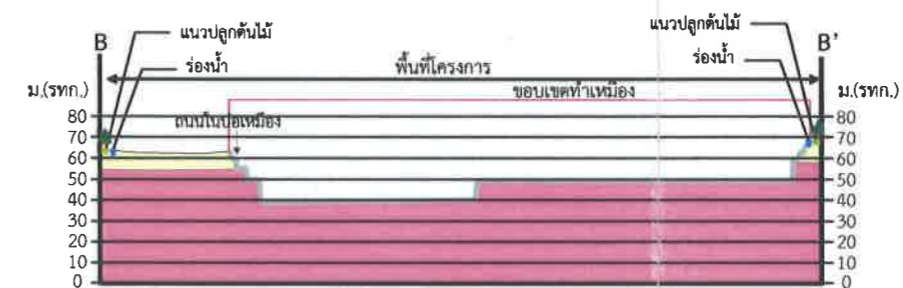 B
แนวปลูกต้นไม้
ร่องน้ำ
พื้นที่โครงการ
แนวปลูกต้นไม้
B'
ร่องน้ำ
ม.(รทก.)
ขอบเขตทำเหมือง
ม.(รทก.)
ถนนในบ่อเหมือง
80
70
60
50
40
30
20
10
0
80
70
60
50
40
30
20
10
0